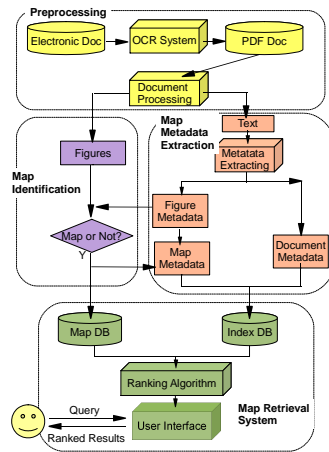 Preprocessing
Electronic Doc
OCR System
PDF Doc
Document
Processing
Text
Map
Metadata
Extraction
Metatata
Extracting
Figures
Map
Identification
Figure
Metadata
Map or Not?
Y
Map
Metadata
Document
Metadata
Map DB
Index DB
Ranking Algorithm
Query
User Interface
Ranked Results
Map Retrieval
System